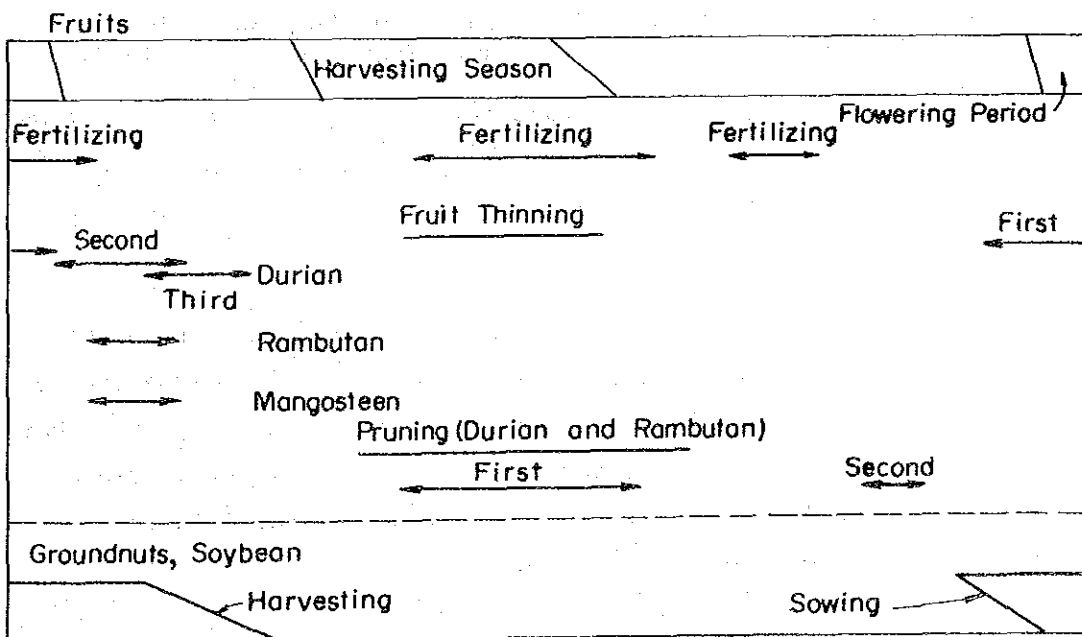 Fruits
Harvesting Season
Flowering Period
Fertilizing
Fertilizing
Fertilizing
Fruit Thinning
First
Second
Durian
Third
Rambutan
Mangosteen
Pruning (Durian and Rambutan)
First
Second
Groundnuts, Soybean
Harvesting
Sowing